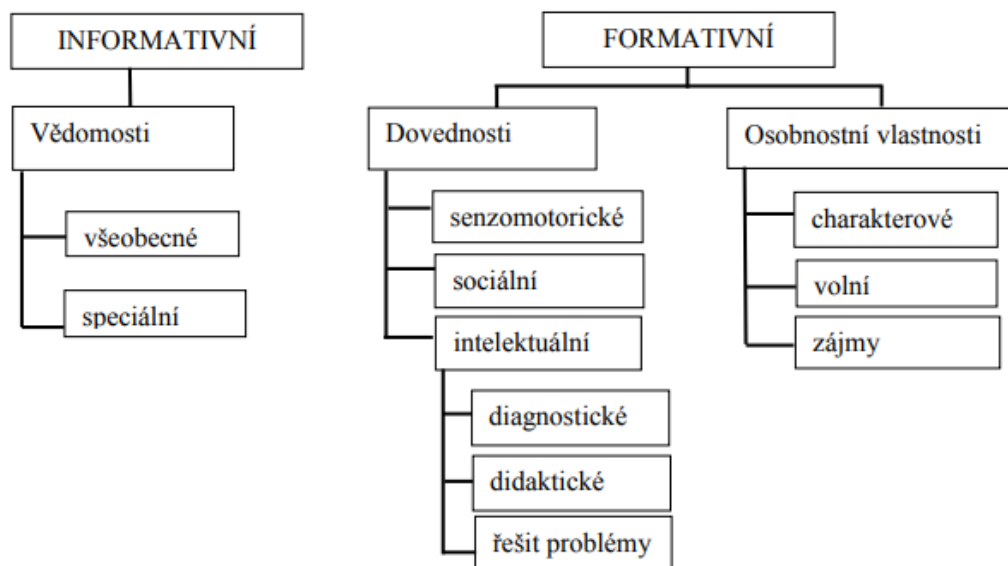 INFORMATIVNÍ
Vědomosti
všeobecné
speciální
FORMATIVNÍ
Dovednosti
senzomotorické
sociální
intelektuální
diagnostické
didaktické
řešit problémy
Osobnostní vlastnosti
charakterové
volní
zájmy